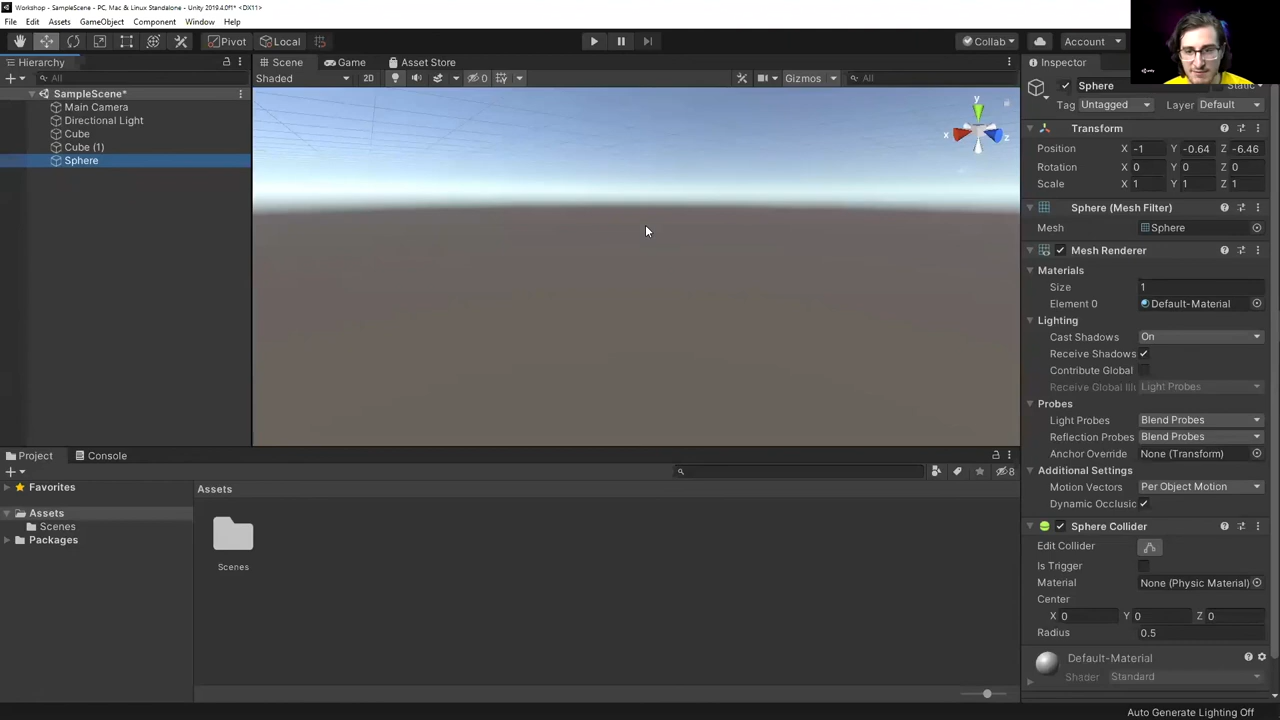 Workshop - SampleScene - PC, Mac & Linux Standalone - Unity 2019.4.0f1* <DX11>
File Edit Assets GameObject Component Window Help
Pivot Local Collab Account
Hierarchy Scene Game Asset Store Inspector
All Shaded 2D 0 Gizmos All
Sphere Static
Tag Untagged Layer Default
SampleScene*
Main Camera
Directional Light
Cube
Cube (1)
Sphere
y
x z
Transform
Position X -1 Y -0.64 Z -6.46
Rotation X 0 Y 0 Z 0
Scale X 1 Y 1 Z 1
Sphere (Mesh Filter)
Mesh Sphere
Mesh Renderer
Materials
Size 1
Element 0 Default-Material
Lighting
Cast Shadows On
Receive Shadows
Contribute Global
Receive Global Illu Light Probes
Probes
Light Probes Blend Probes
Reflection Probes Blend Probes
Anchor Override None (Transform)
Additional Settings
Motion Vectors Per Object Motion
Dynamic Occlusic
Sphere Collider
Edit Collider
Is Trigger
Material None (Physic Material)
Center
X 0 Y 0 Z 0
Radius 0.5
Default-Material
Shader Standard
Project Console
8
Favorites
Assets
Scenes
Packages
Assets
Scenes
Auto Generate Lighting Off